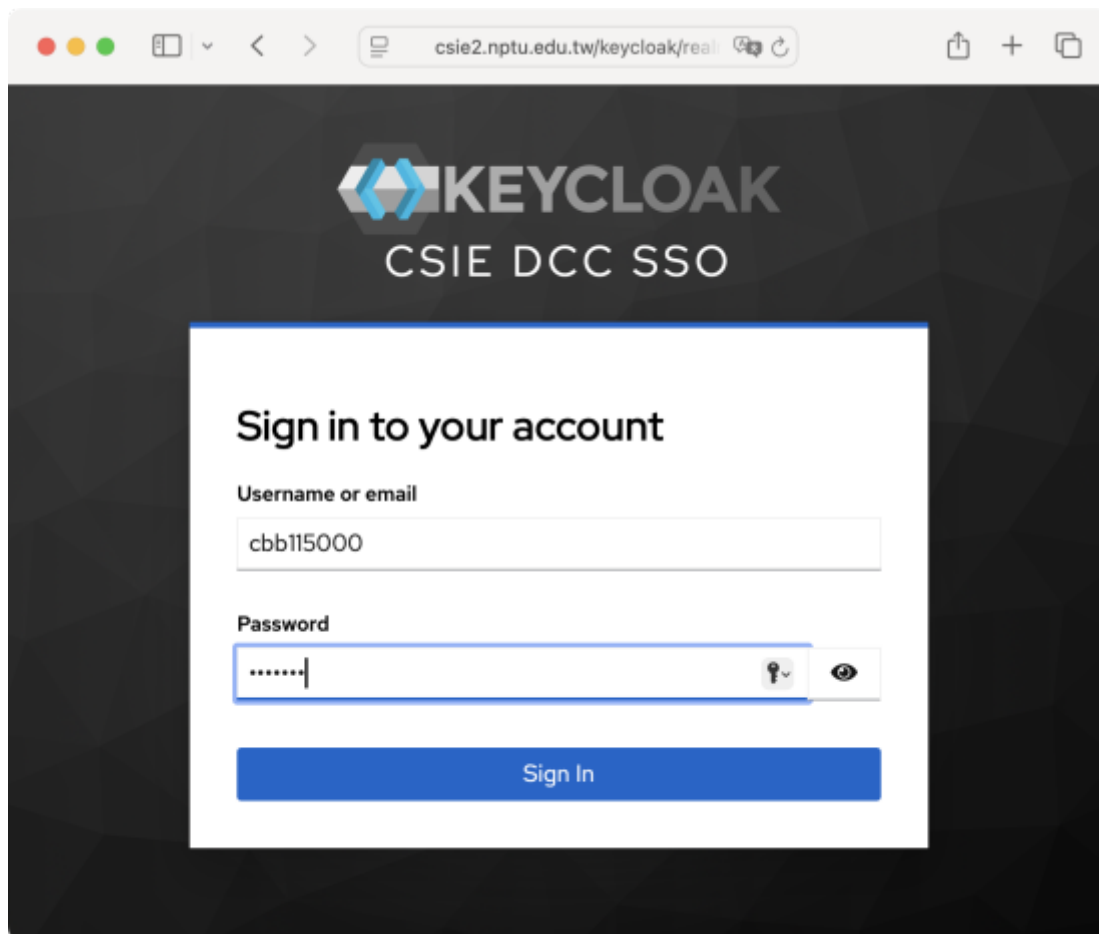 csie2.nptu.edu.tw/keycloak/real
KEYCLOAK
CSIE DCC SSO
Sign in to your account
Username or email
cbb115000
Password
•••••••
Sign In